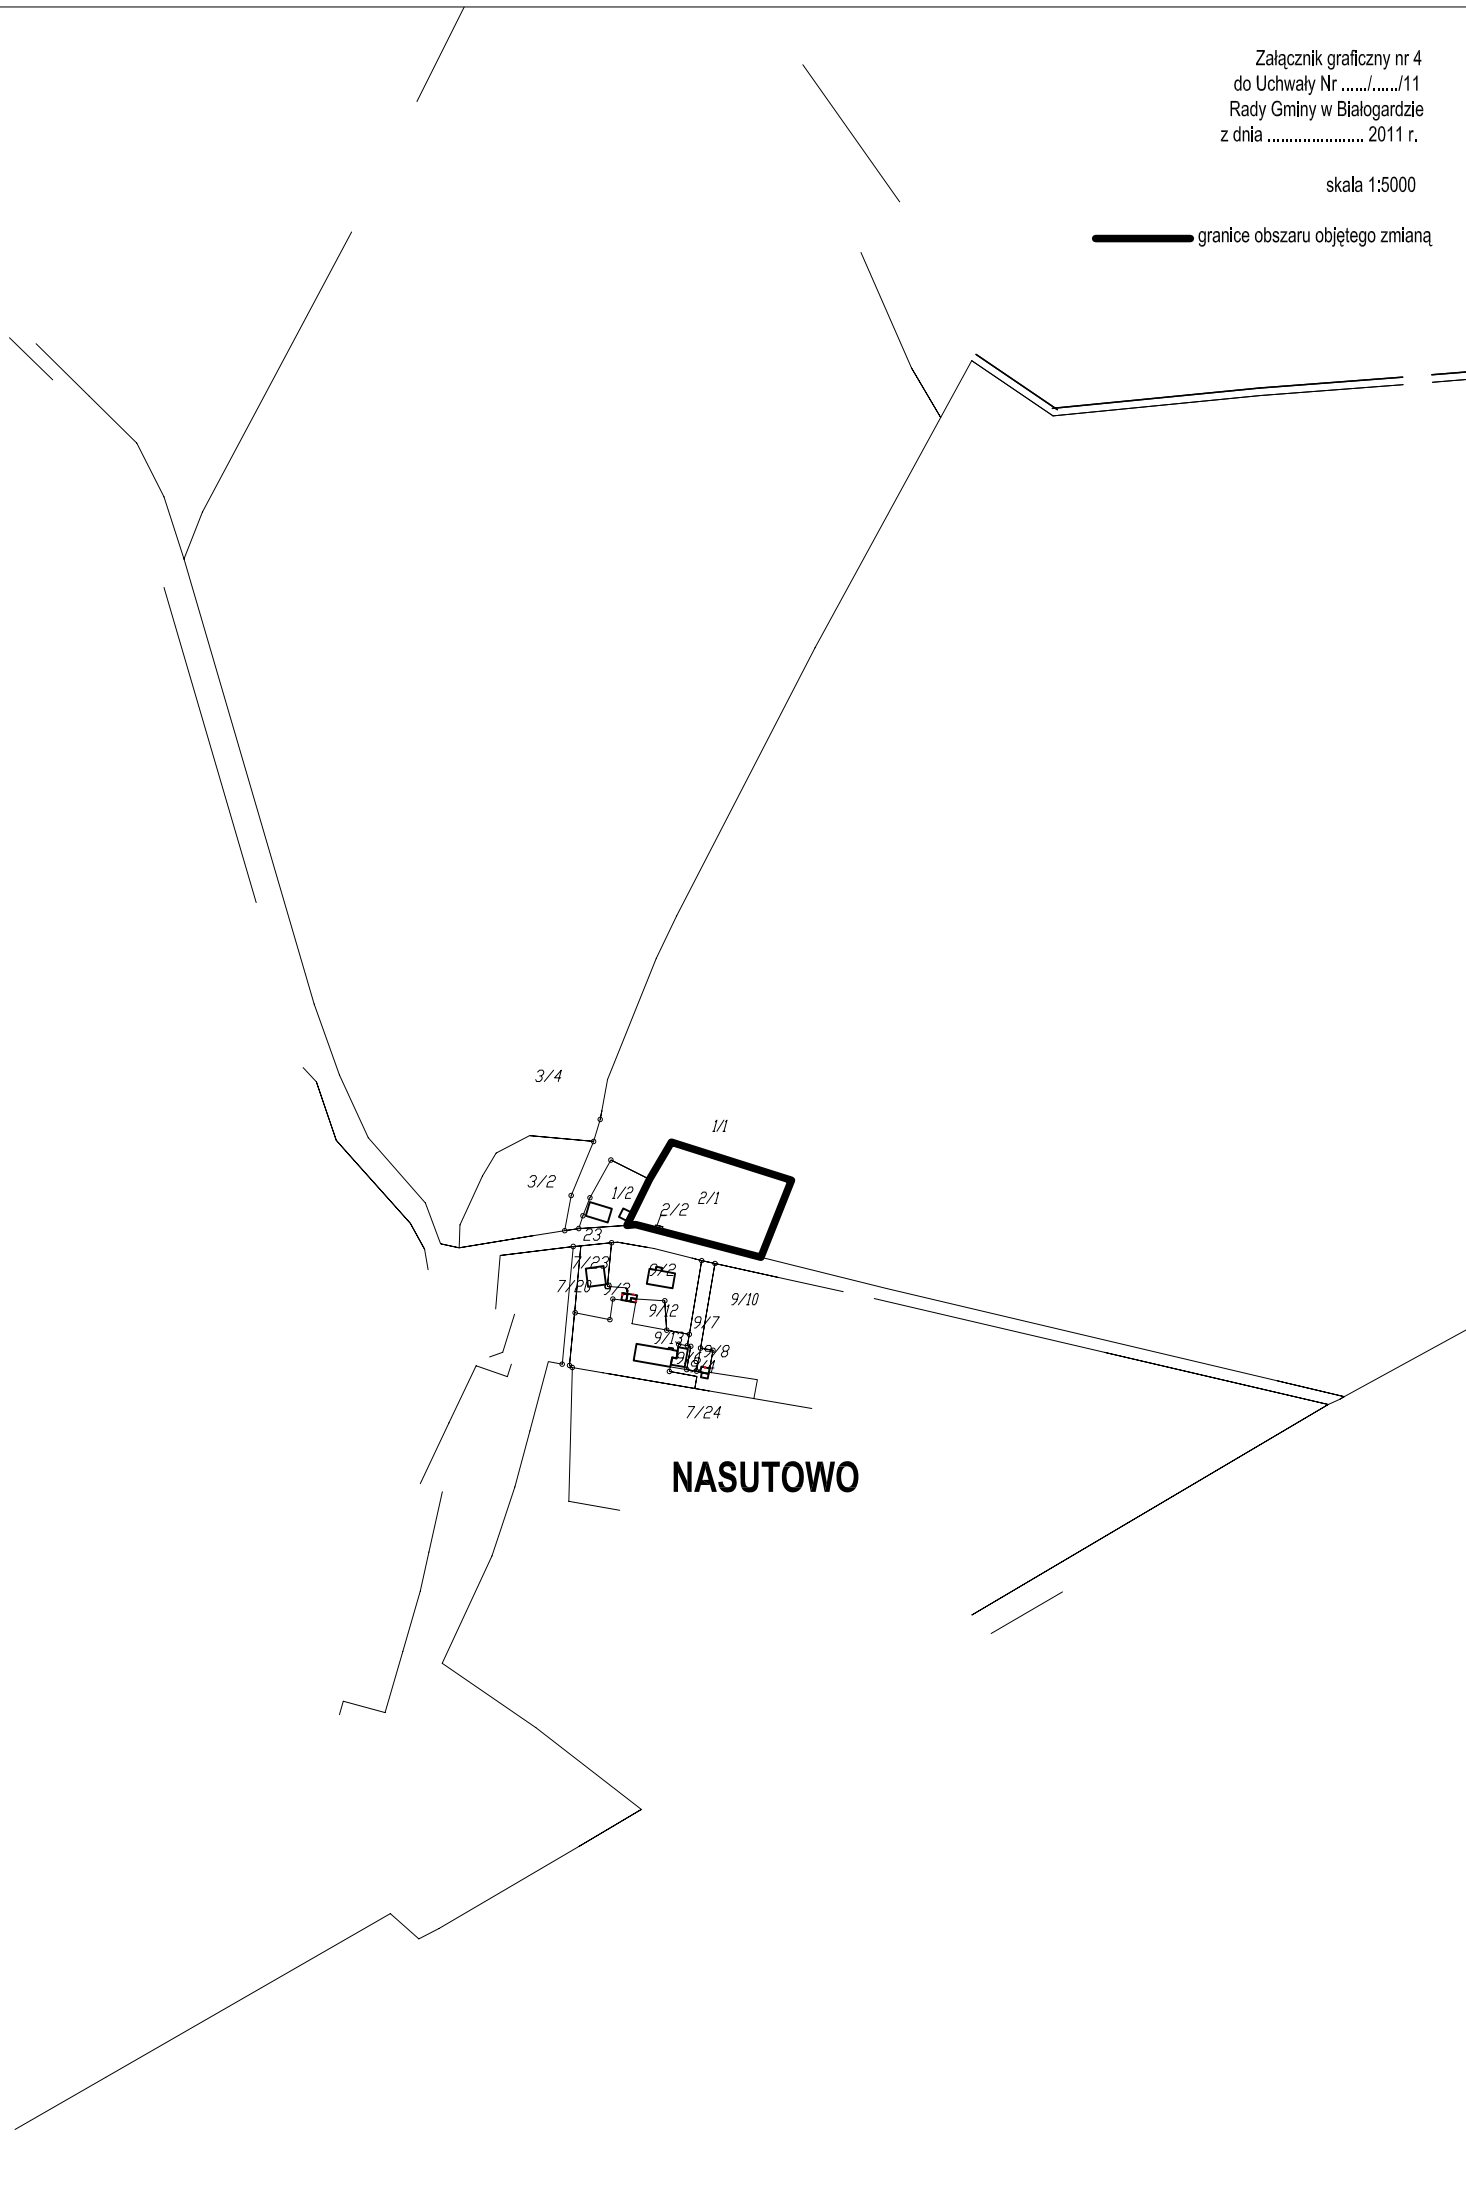 Załącznik graficzny nr 4
do Uchwały Nr ....../....../11
Rady Gminy w Białogardzie
z dnia ...................... 2011 r.
skala 1:5000
granice obszaru objętego zmianą
3/4
1/1
3/2
1/2
2/1
2/2
23
7/23
9/2
7/20
9/10
9/12
9/7
9/13
9/8
7/24
NASUTOWO